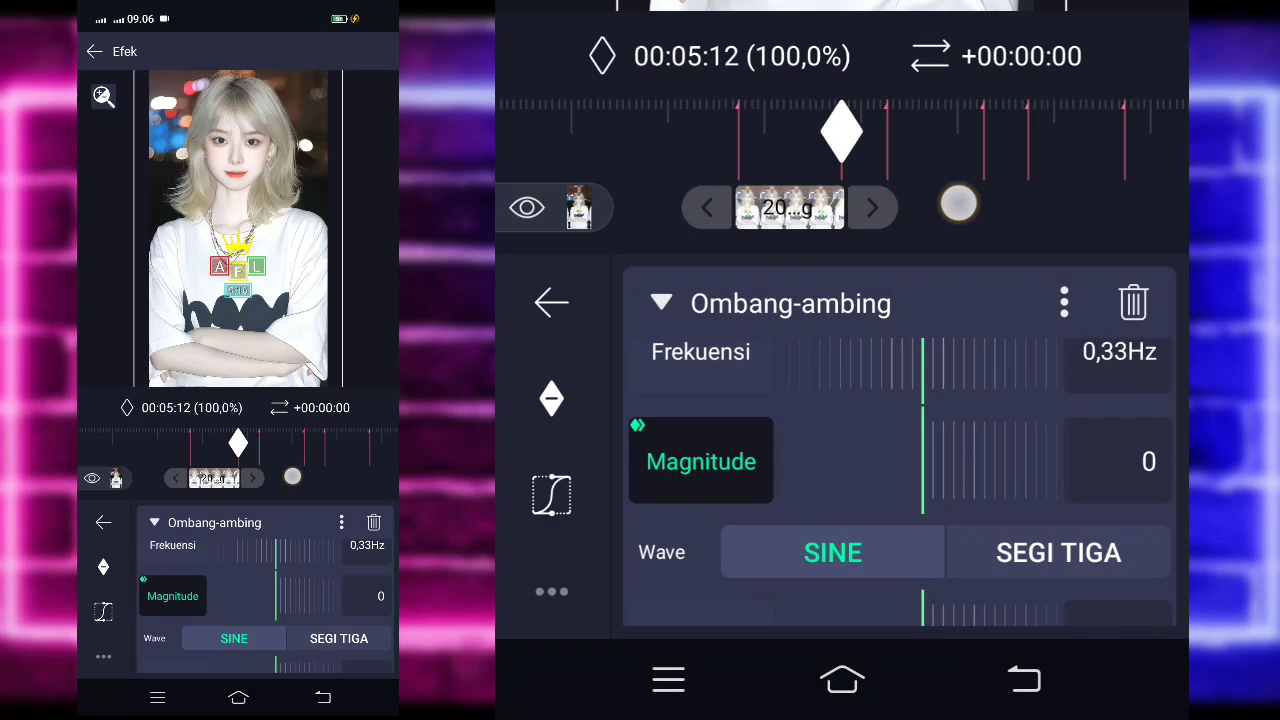 09.06
Efek
A F L
00:05:12 (100,0%) +00:00:00
20...g
Ombang-ambing
Frekuensi 0,33Hz
Magnitude 0
Wave SINE SEGI TIGA
00:05:12 (100,0%) +00:00:00
20...g
Ombang-ambing
Frekuensi 0,33Hz
Magnitude 0
Wave SINE SEGI TIGA